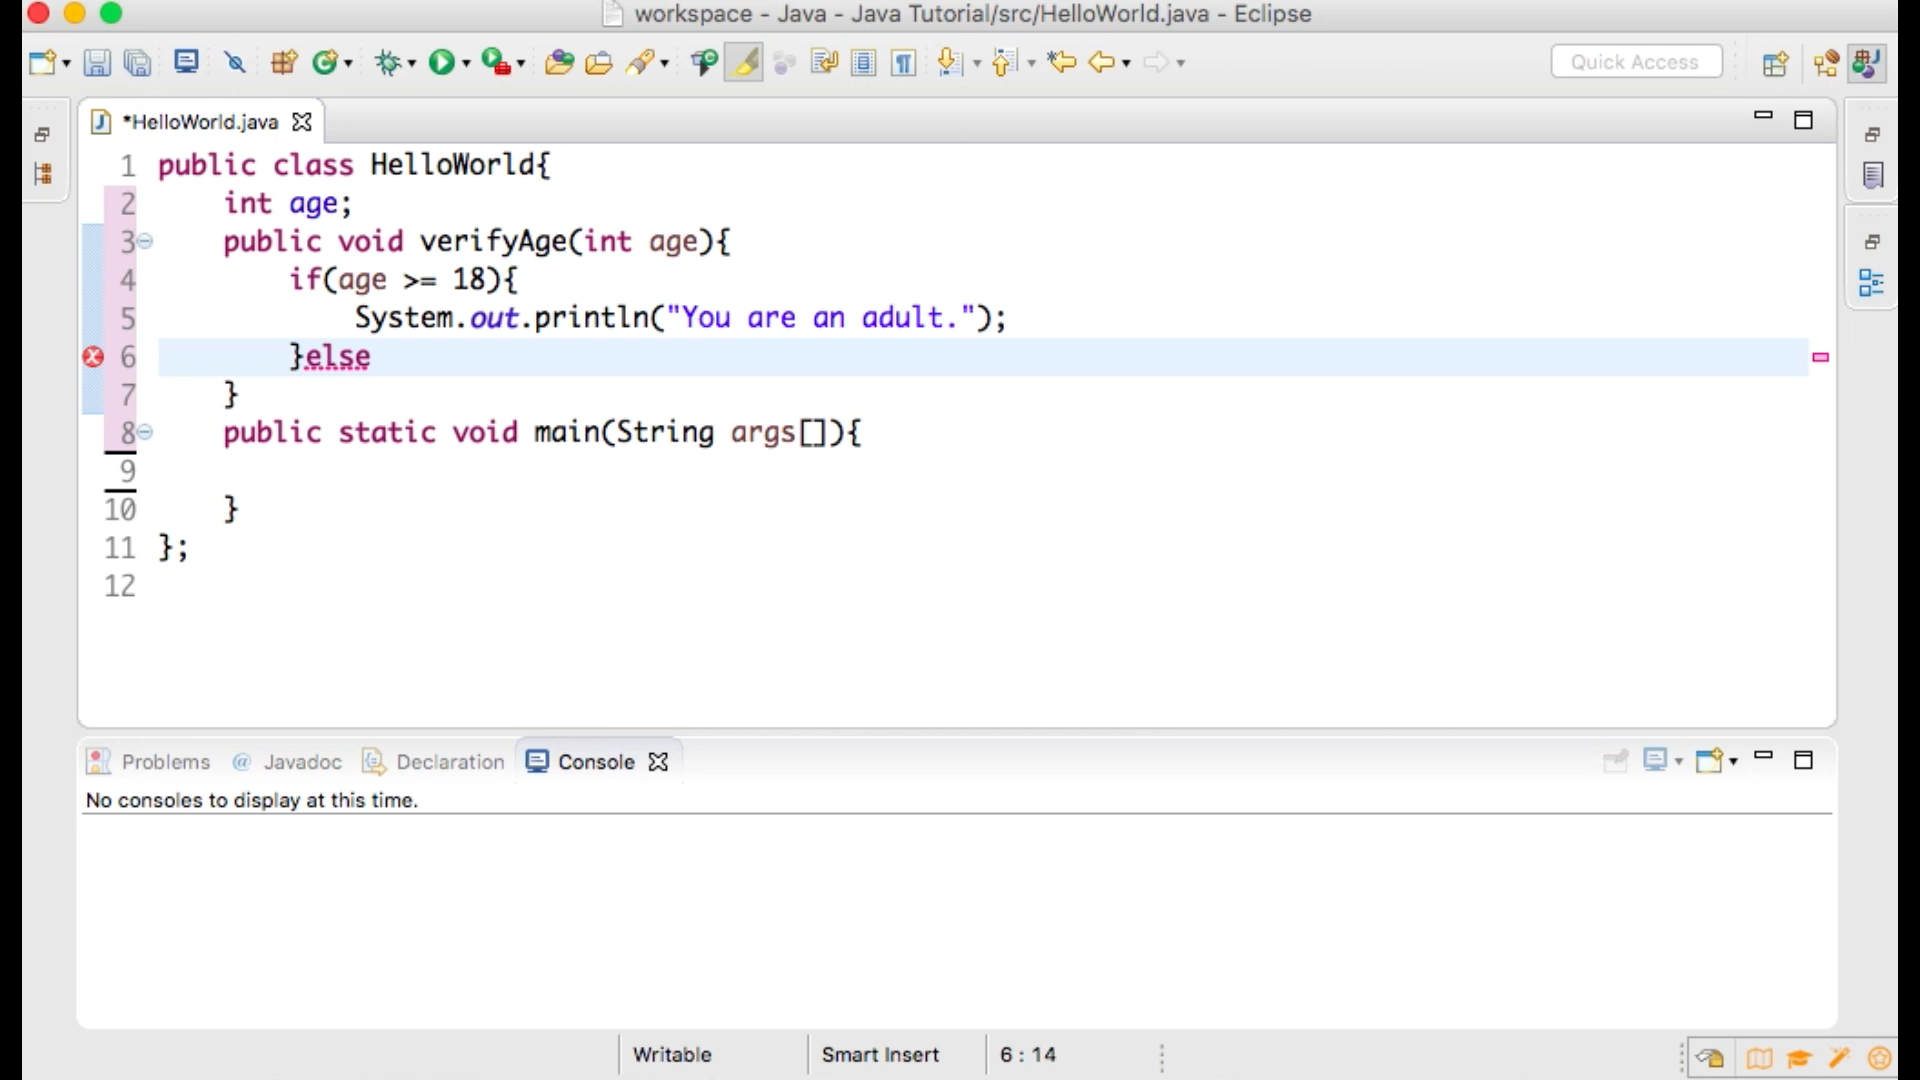 workspace - Java - Java Tutorial/src/HelloWorld.java - Eclipse
Quick Access
*HelloWorld.java
1 public class HelloWorld{
2 int age;
3 public void verifyAge(int age){
4 if(age >= 18){
5 System.out.println("You are an adult.");
6 }else
7 }
8 public static void main(String args[]){
9
10 }
11 };
12
Problems @ Javadoc Declaration Console
No consoles to display at this time.
Writable Smart Insert 6 : 14